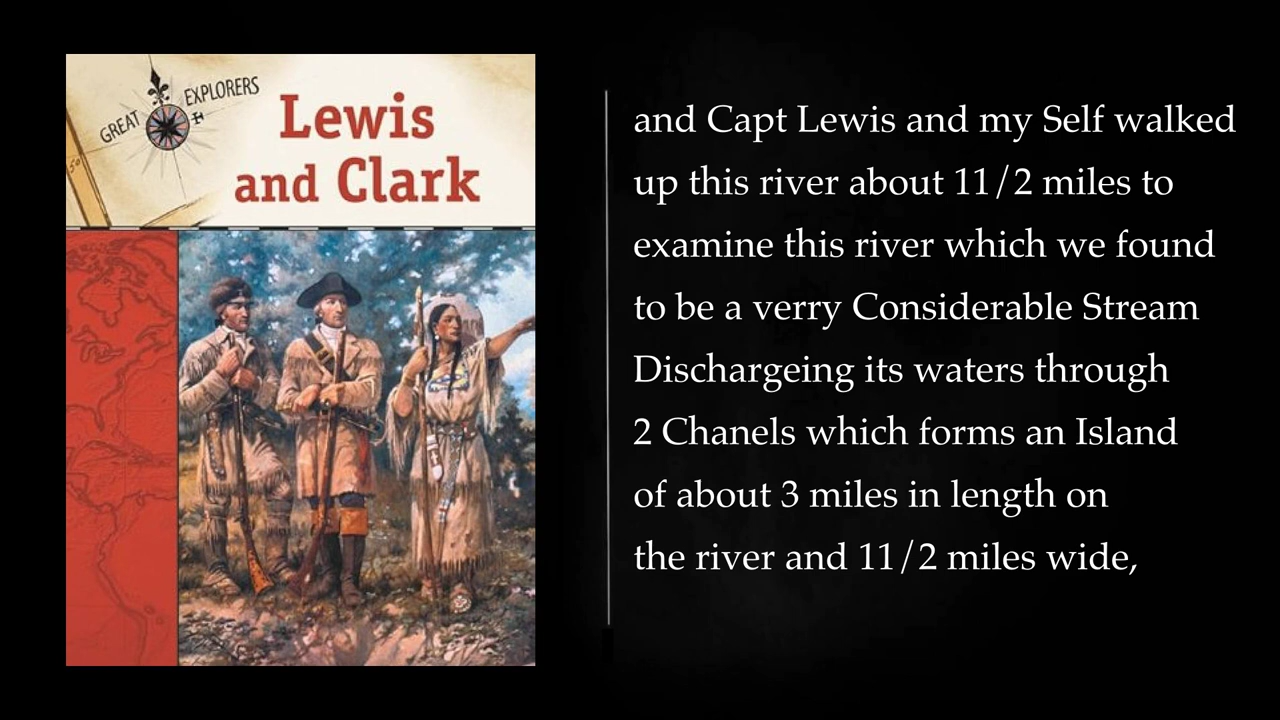 GREAT EXPLORERS
Lewis
and Clark
50
and Capt Lewis and my Self walked
up this river about 11/2 miles to
examine this river which we found
to be a verry Considerable Stream
Dischargeing its waters through
2 Chanels which forms an Island
of about 3 miles in length on
the river and 11/2 miles wide,